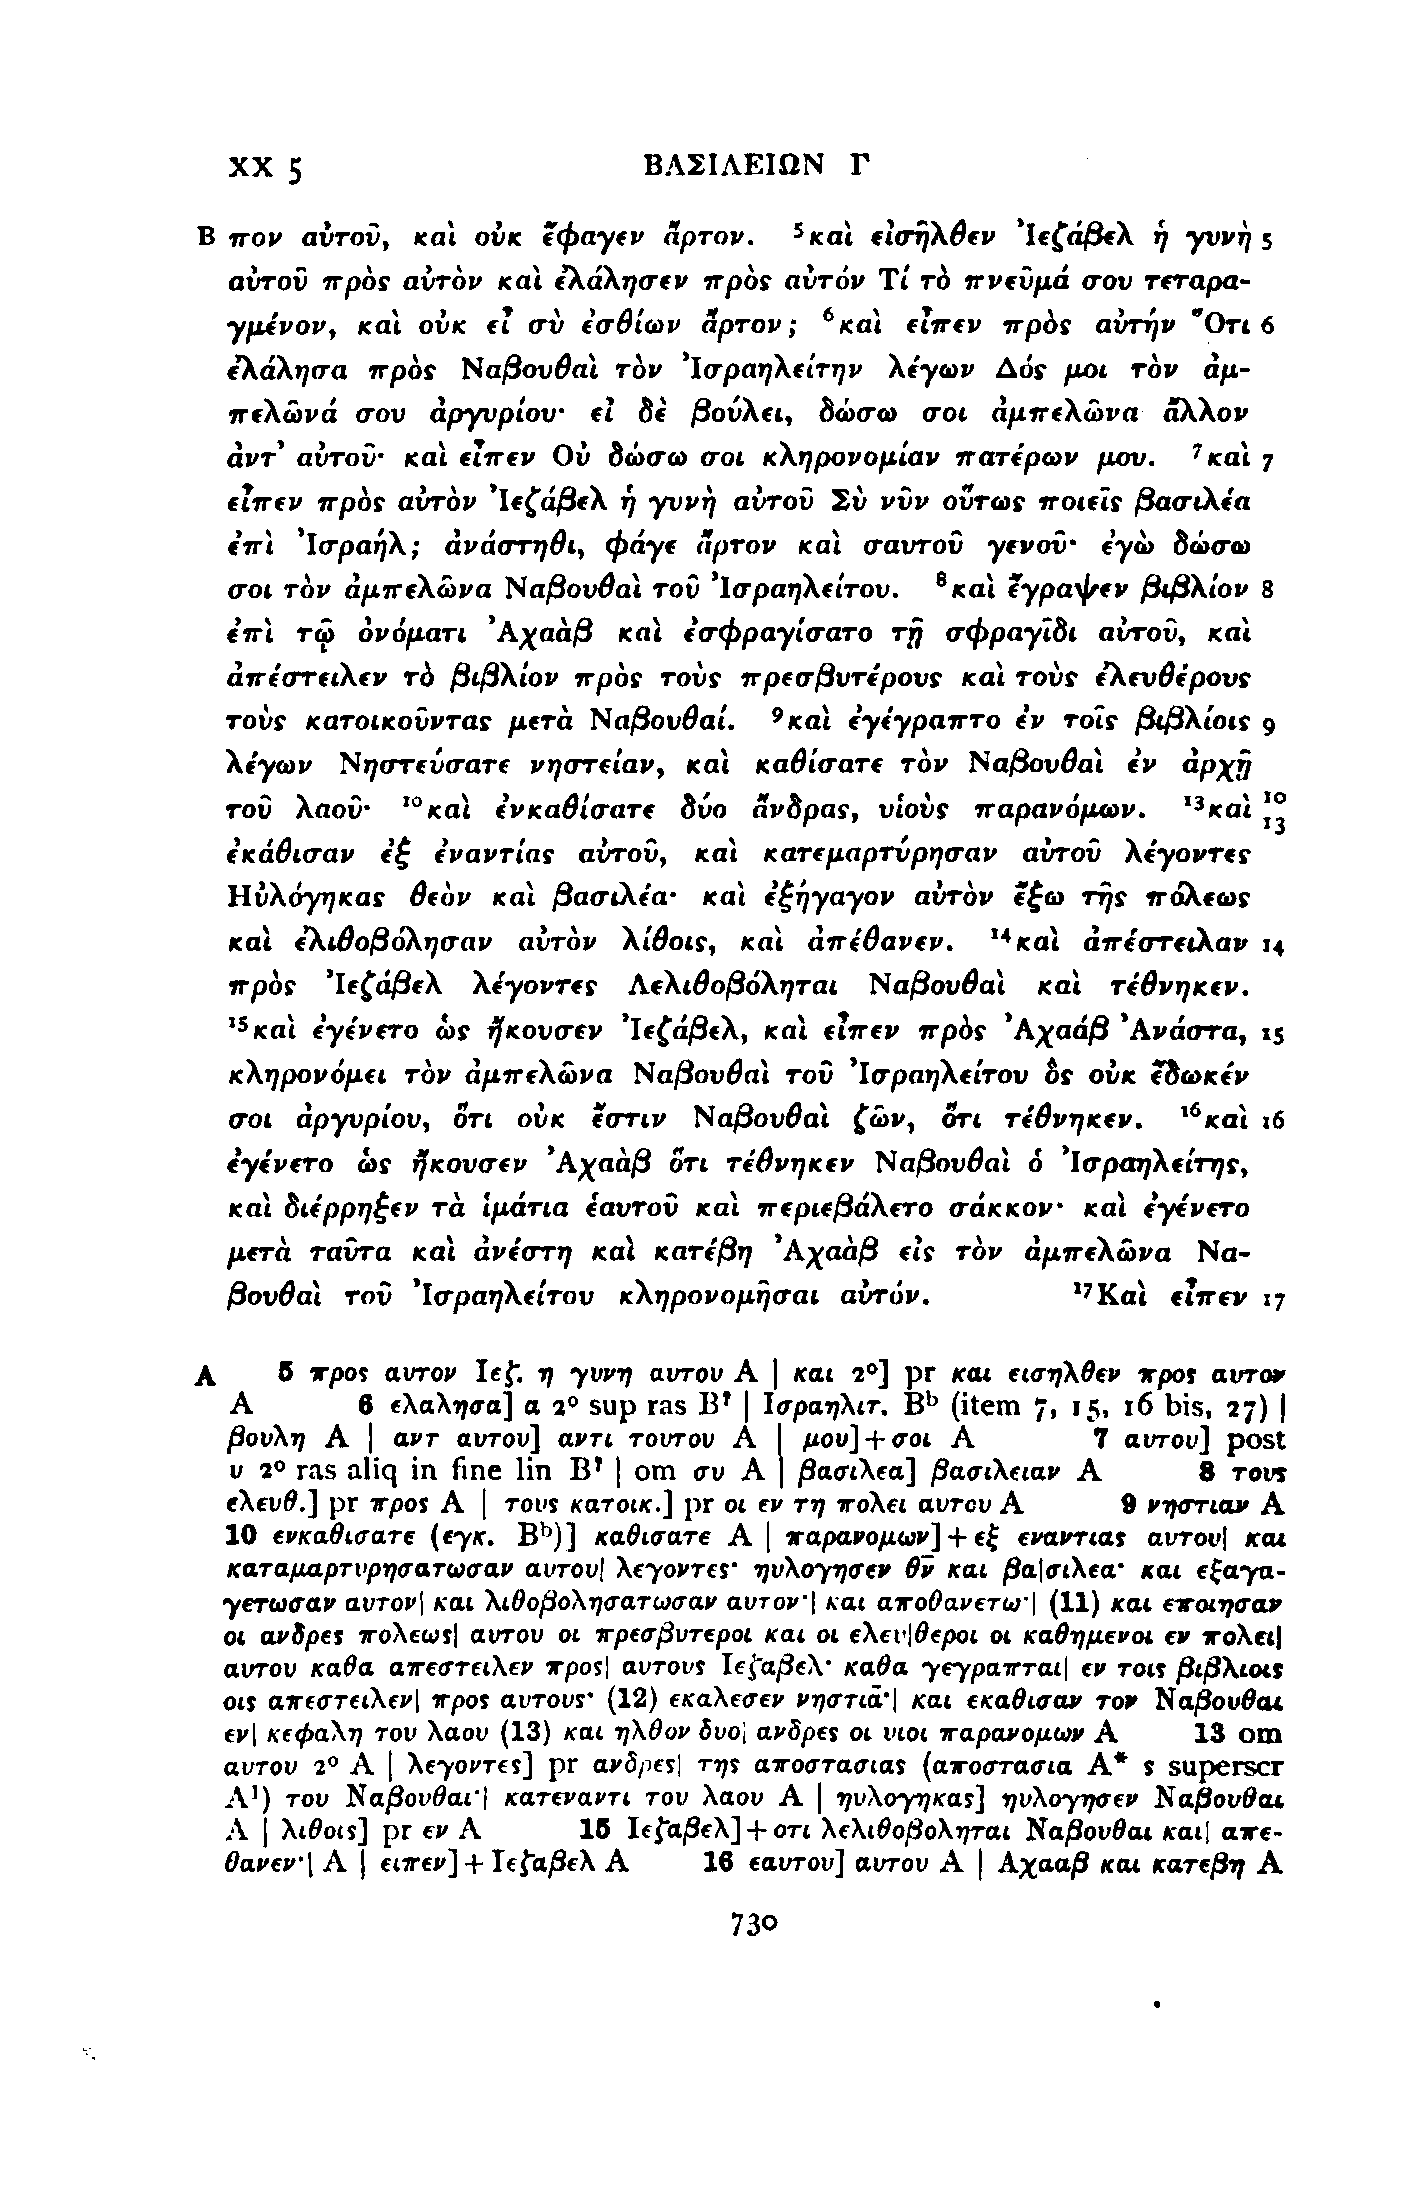 XX 5 ΒΑΣΙΛΕΙΩΝ Γ
B πον αὐτοῦ, καὶ οὐκ ἔφαγεν ἄρτον. ⁵καὶ εἰσῆλθεν Ἰεζάβελ ἡ γυνὴ 5
αὐτοῦ πρὸς αὐτὸν καὶ ἐλάλησεν πρὸς αὐτόν Τί τὸ πνεῦμά σου τεταρα-
γμένον, καὶ οὐκ εἶ σὺ ἐσθίων ἄρτον; ⁶καὶ εἶπεν πρὸς αὐτήν Ὅτι 6
ἐλάλησα πρὸς Ναβουθαὶ τὸν Ἰσραηλείτην λέγων Δός μοι τὸν ἀμ-
πελῶνά σου ἀργυρίου· εἰ δὲ βούλει, δώσω σοι ἀμπελῶνα ἄλλον
ἀντ' αὐτοῦ· καὶ εἶπεν Οὐ δώσω σοι κληρονομίαν πατέρων μου. ⁷καὶ 7
εἶπεν πρὸς αὐτὸν Ἰεζάβελ ἡ γυνὴ αὐτοῦ Σὺ νῦν οὕτως ποιεῖς βασιλέα
ἐπὶ Ἰσραήλ; ἀνάστηθι, φάγε ἄρτον καὶ σαυτοῦ γενοῦ· ἐγὼ δώσω
σοι τὸν ἀμπελῶνα Ναβουθαὶ τοῦ Ἰσραηλείτου. ⁸καὶ ἔγραψεν βιβλίον 8
ἐπὶ τῷ ὀνόματι Ἀχαὰβ καὶ ἐσφραγίσατο τῇ σφραγῖδι αὐτοῦ, καὶ
ἀπέστειλεν τὸ βιβλίον πρὸς τοὺς πρεσβυτέρους καὶ τοὺς ἐλευθέρους
τοὺς κατοικοῦντας μετὰ Ναβουθαί. ⁹καὶ ἐγέγραπτο ἐν τοῖς βιβλίοις 9
λέγων Νηστεύσατε νηστείαν, καὶ καθίσατε τὸν Ναβουθαὶ ἐν ἀρχῇ
τοῦ λαοῦ· ¹⁰καὶ ἐνκαθίσατε δύο ἄνδρας, υἱοὺς παρανόμων. ¹³καὶ 10 13
ἐκάθισαν ἐξ ἐναντίας αὐτοῦ, καὶ κατεμαρτύρησαν αὐτοῦ λέγοντες
Ηὐλόγηκας θεὸν καὶ βασιλέα· καὶ ἐξήγαγον αὐτὸν ἔξω τῆς πόλεως
καὶ ἐλιθοβόλησαν αὐτὸν λίθοις, καὶ ἀπέθανεν. ¹⁴καὶ ἀπέστειλαν 14
πρὸς Ἰεζάβελ λέγοντες Λελιθοβόληται Ναβουθαὶ καὶ τέθνηκεν.
¹⁵καὶ ἐγένετο ὡς ἤκουσεν Ἰεζάβελ, καὶ εἶπεν πρὸς Ἀχαάβ Ἀνάστα, 15
κληρονόμει τὸν ἀμπελῶνα Ναβουθαὶ τοῦ Ἰσραηλείτου ὃς οὐκ ἔδωκέν
σοι ἀργυρίου, ὅτι οὐκ ἔστιν Ναβουθαὶ ζῶν, ὅτι τέθνηκεν. ¹⁶καὶ 16
ἐγένετο ὡς ἤκουσεν Ἀχαὰβ ὅτι τέθνηκεν Ναβουθαὶ ὁ Ἰσραηλείτης,
καὶ διέρρηξεν τὰ ἱμάτια ἑαυτοῦ καὶ περιεβάλετο σάκκον· καὶ ἐγένετο
μετὰ ταῦτα καὶ ἀνέστη καὶ κατέβη Ἀχαὰβ εἰς τὸν ἀμπελῶνα Να-
βουθαὶ τοῦ Ἰσραηλείτου κληρονομῆσαι αὐτόν. ¹⁷Καὶ εἶπεν 17
A 5 προς αυτον Ιεζ. η γυνη αυτου A | και 2°] pr και εισηλθεν προς αυτον
A 6 ελαλησα] α 2° sup ras Bʔ | Ισραηλιτ. Bᵇ (item 7, 15, 16 bis, 27) |
βουλη A | αντ αυτου] αντι τουτου A | μου]+σοι A 7 αυτου] post
υ 2° ras aliq in fine lin Bʔ | om συ A | βασιλεα] βασιλειαν A 8 τους
ελευθ.] pr προς A | τους κατοικ.] pr οι εν τη πολει αυτου A 9 νηστιαν A
10 ενκαθισατε (εγκ. Bᵇ)] καθισατε A | παρανομων]+εξ εναντιας αυτου| και
καταμαρτυρησατωσαν αυτου| λεγοντες· ηυλογησεν θν̄ και βα|σιλεα· και εξαγα-
γετωσαν αυτον| και λιθοβολησατωσαν αυτον·| και αποθανετω·| (11) και εποιησαν
οι ανδρες πολεως| αυτου οι πρεσβυτεροι και οι ελευ|θεροι οι καθημενοι εν πολει|
αυτου καθα απεστειλεν προς| αυτους Ιεζαβελ· καθα γεγραπται| εν τοις βιβλιοις
οις απεστειλεν| προς αυτους· (12) εκαλεσεν νηστιᾱ·| και εκαθισαν τον Ναβουθαι
εν| κεφαλη του λαου (13) και ηλθον δυο| ανδρες οι υιοι παρανομων A 13 om
αυτου 2° A | λεγοντες] pr ανδρες| της αποστασιας (αποστασια A* ς superscr
A¹) του Ναβουθαι·| κατεναντι του λαου A | ηυλογηκας] ηυλογησεν Ναβουθαι
A | λιθοις] pr εν A 15 Ιεζαβελ]+οτι λελιθοβοληται Ναβουθαι και| απε-
θανεν·| A | ειπεν]+Ιεζαβελ A 16 εαυτου] αυτου A | Αχααβ και κατεβη A
730